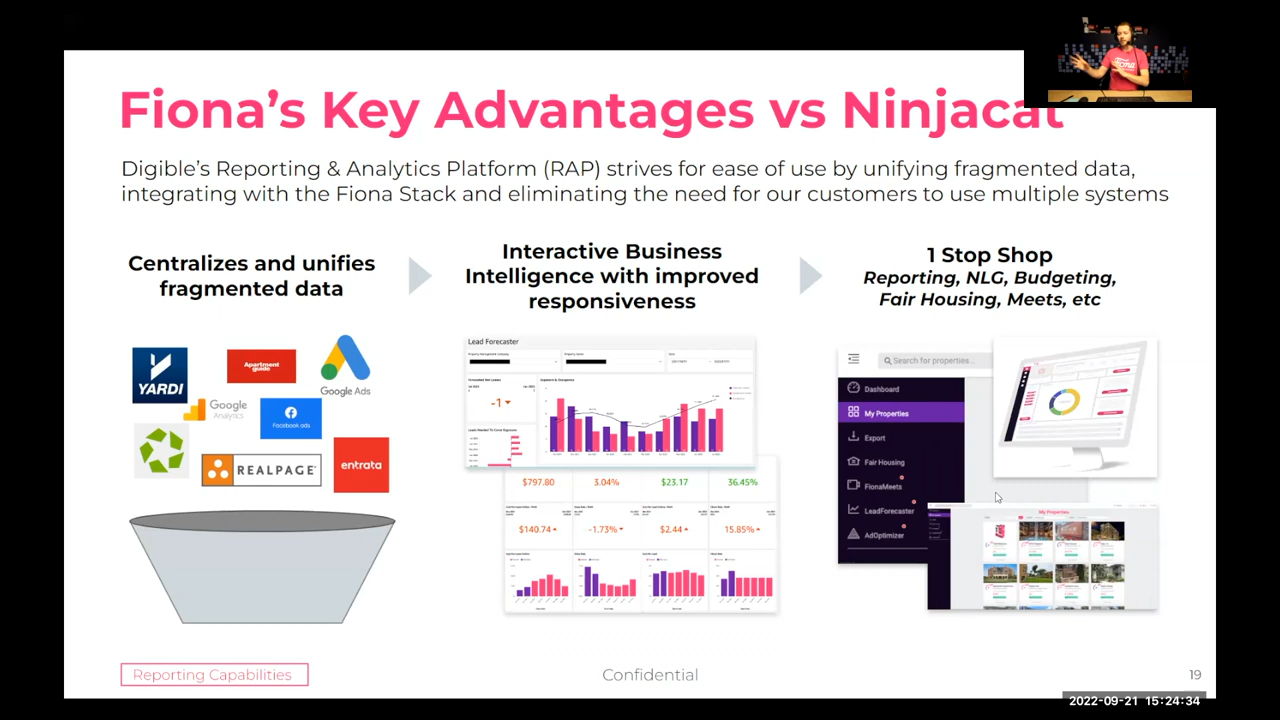 Fiona's Key Advantages vs Ninjacat
Digible's Reporting & Analytics Platform (RAP) strives for ease of use by unifying fragmented data,
integrating with the Fiona Stack and eliminating the need for our customers to use multiple systems
Centralizes and unifies
fragmented data
Interactive Business
Intelligence with improved
responsiveness
1 Stop Shop
Reporting, NLG, Budgeting,
Fair Housing, Meets, etc
YARDI
Apartment
guide
Google Ads
Google
Analytics
Facebook ads
REALPAGE
entrata
Lead Forecaster
-1
$797.80 3.04% $23.17 36.45%
$140.74 -1.73% $2.44 15.85%
Search for properties...
Dashboard
My Properties
Export
Fair Housing
FionaMeets
LeadForecaster
AdOptimizer
My Properties
Reporting Capabilities
Confidential
19
2022-09-21 15:24:34